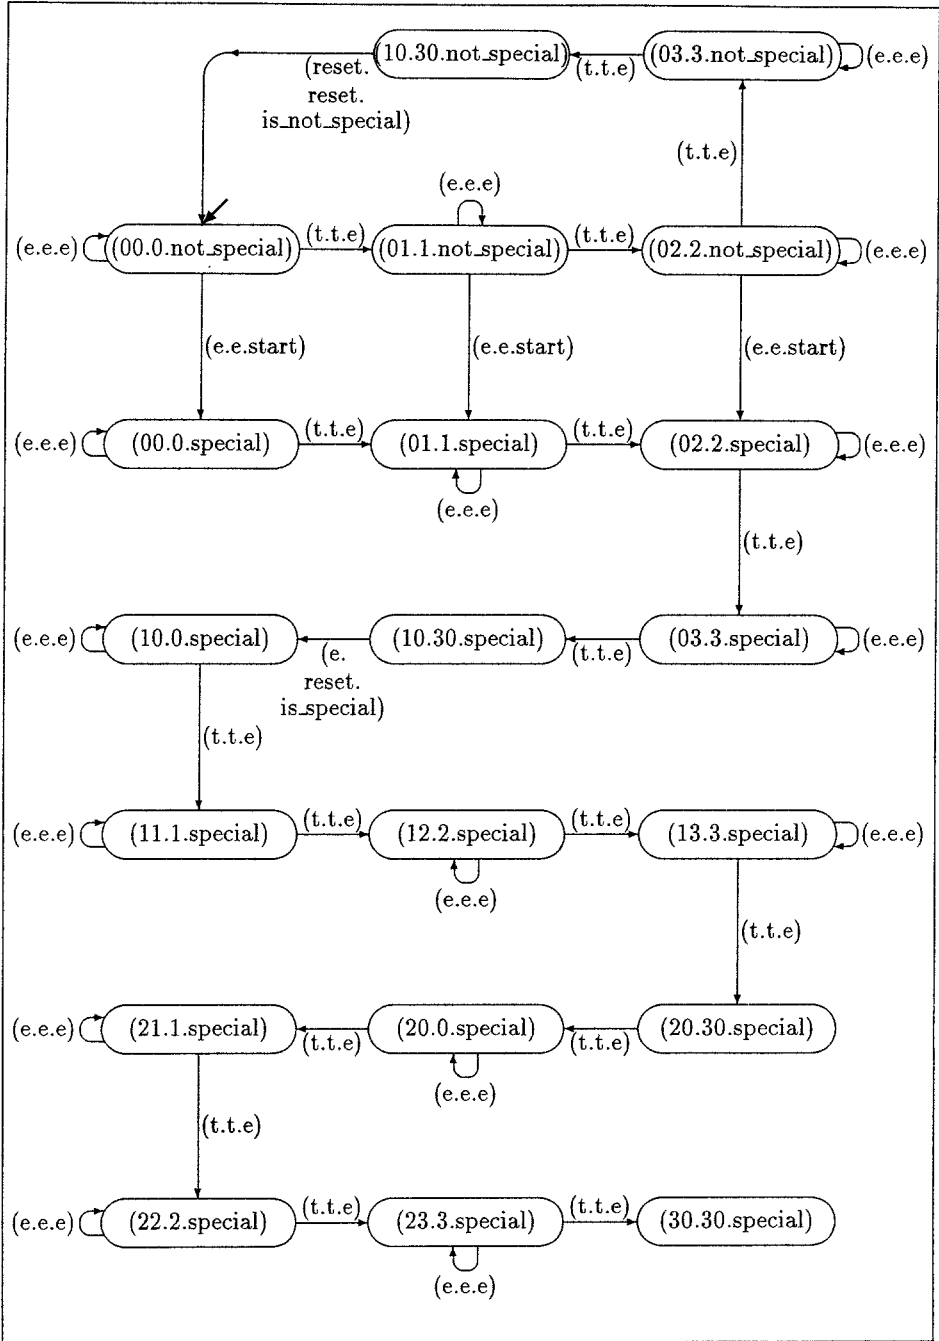 (10.30.not_special)
(03.3.not_special)
(e.e.e)
(reset.
reset.
is_not_special)
(t.t.e)
(t.t.e)
(e.e.e)
(e.e.e)
(00.0.not_special)
(t.t.e)
(01.1.not_special)
(t.t.e)
(02.2.not_special)
(e.e.e)
(e.e.start)
(e.e.start)
(e.e.start)
(e.e.e)
(00.0.special)
(t.t.e)
(01.1.special)
(t.t.e)
(02.2.special)
(e.e.e)
(e.e.e)
(t.t.e)
(e.e.e)
(10.0.special)
(e.
reset.
is_special)
(10.30.special)
(t.t.e)
(03.3.special)
(e.e.e)
(t.t.e)
(e.e.e)
(11.1.special)
(t.t.e)
(12.2.special)
(t.t.e)
(13.3.special)
(e.e.e)
(e.e.e)
(t.t.e)
(e.e.e)
(21.1.special)
(t.t.e)
(20.0.special)
(t.t.e)
(20.30.special)
(e.e.e)
(t.t.e)
(e.e.e)
(22.2.special)
(t.t.e)
(23.3.special)
(t.t.e)
(30.30.special)
(e.e.e)